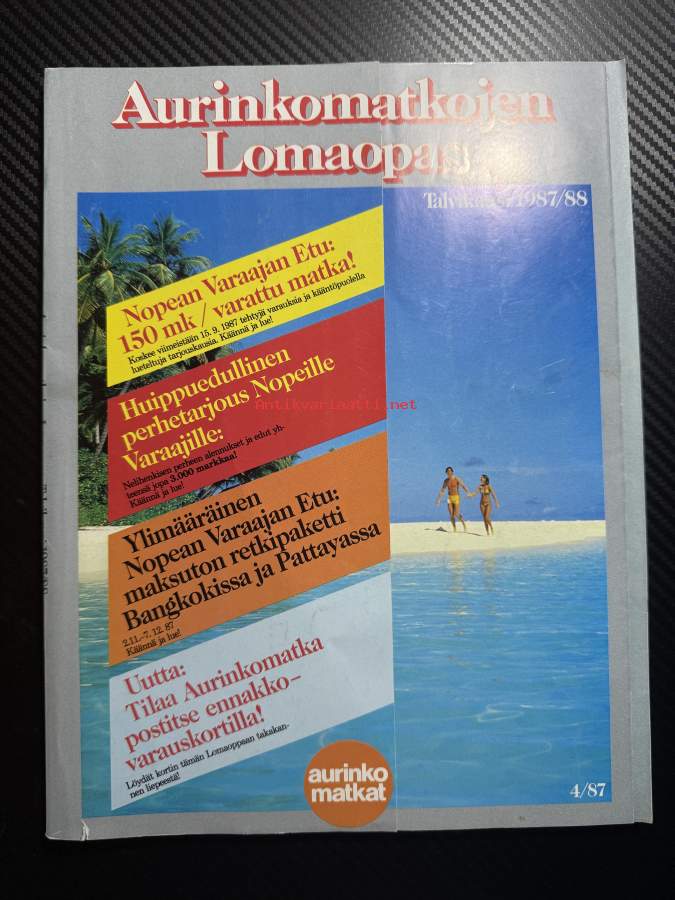 Aurinkomatkojen
Lomaopas
1987/88
Nopean Varaajan Etu:
150 mk / varattu matka!
Koskee viimeistään 15. 9. 1987 tehtyjä varauksia ja kääntöpuolella
lueteltuja tarjouskausia. Käännä ja lue!
Huippuedullinen
perhetarjous Nopeille
Varaajille:
Nelihenkisen perheen alennukset ja edut yh-
teensä jopa 3.000 markkaa!
Käännä ja lue!
Antikvariaatti.net
Ylimääräinen
Nopean Varaajan Etu:
maksuton retkipaketti
Bangkokissa ja Pattayassa
2.11.-7.12. 87
Käännä ja lue!
Uutta:
Tilaa Aurinkomatka
postitse ennakko-
varauskortilla!
Löydät kortin tämän Lomaoppaan takakan-
nen liepeestä!
aurinko
matkat
4/87